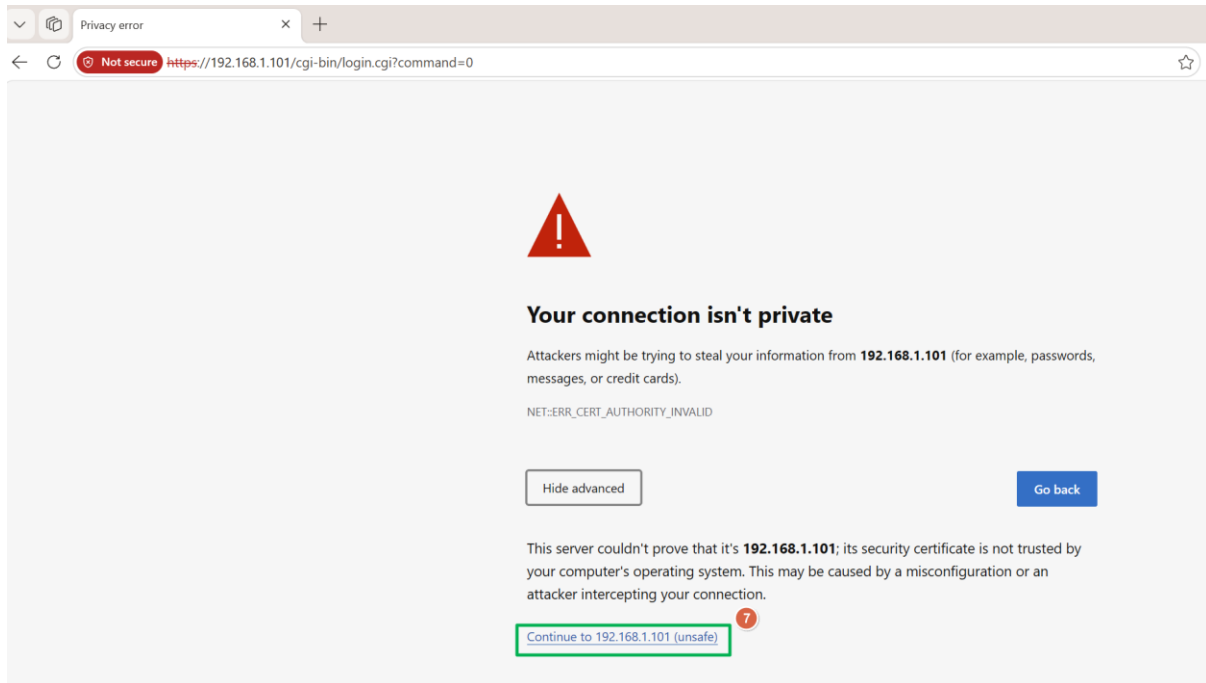 Privacy error
Not secure https://192.168.1.101/cgi-bin/login.cgi?command=0
Your connection isn't private
Attackers might be trying to steal your information from 192.168.1.101 (for example, passwords,
messages, or credit cards).
NET::ERR_CERT_AUTHORITY_INVALID
Hide advanced
Go back
This server couldn't prove that it's 192.168.1.101; its security certificate is not trusted by
your computer's operating system. This may be caused by a misconfiguration or an
attacker intercepting your connection.
7
Continue to 192.168.1.101 (unsafe)